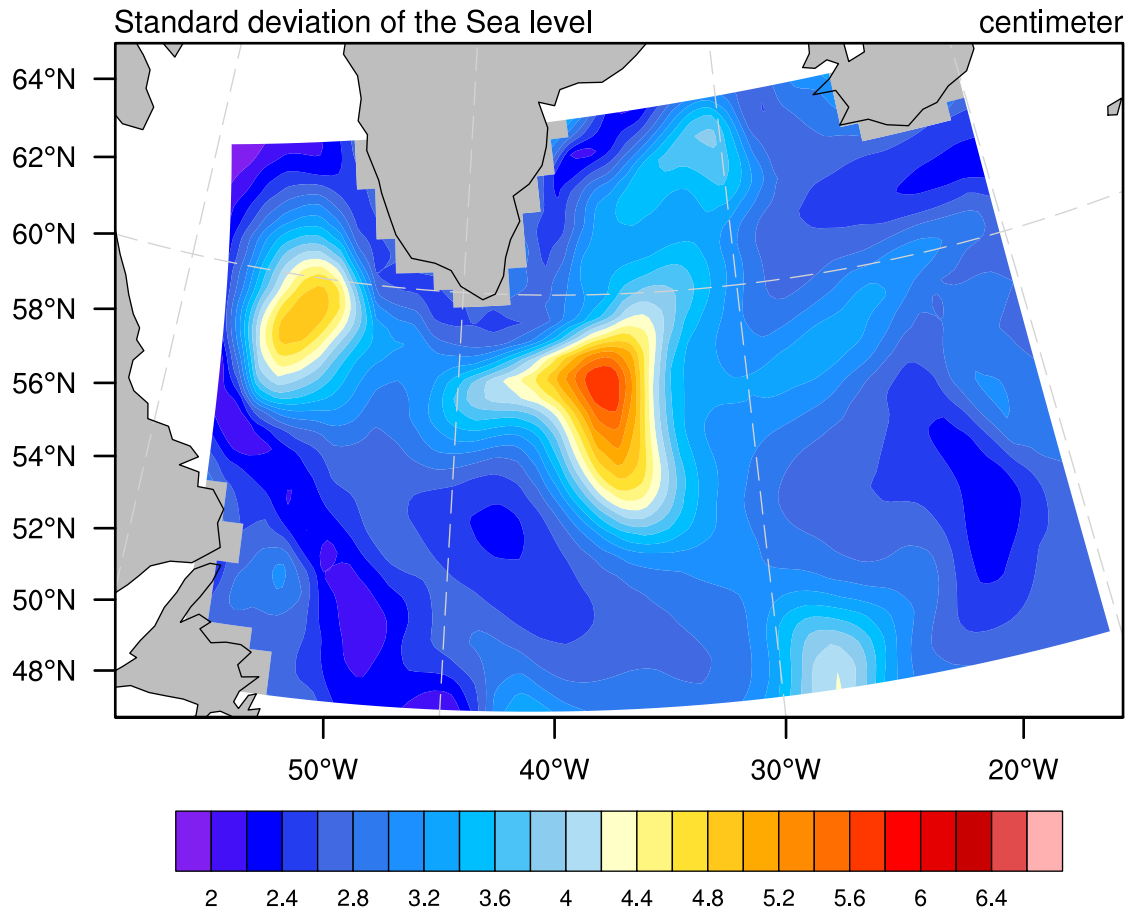 Standard deviation of the Sea level centimeter
64°N
62°N
60°N
58°N
56°N
54°N
52°N
50°N
48°N
50°W 40°W 30°W 20°W
2 2.4 2.8 3.2 3.6 4 4.4 4.8 5.2 5.6 6 6.4